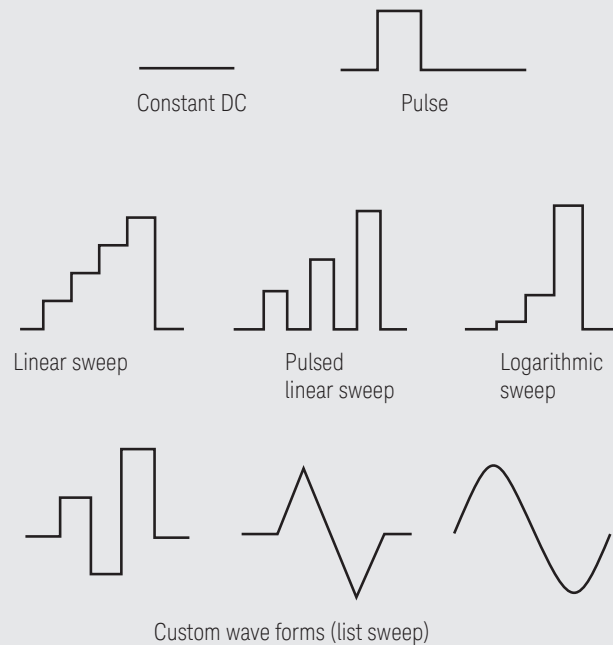 Constant DC
Pulse
Linear sweep
Pulsed
linear sweep
Logarithmic
sweep
Custom wave forms (list sweep)